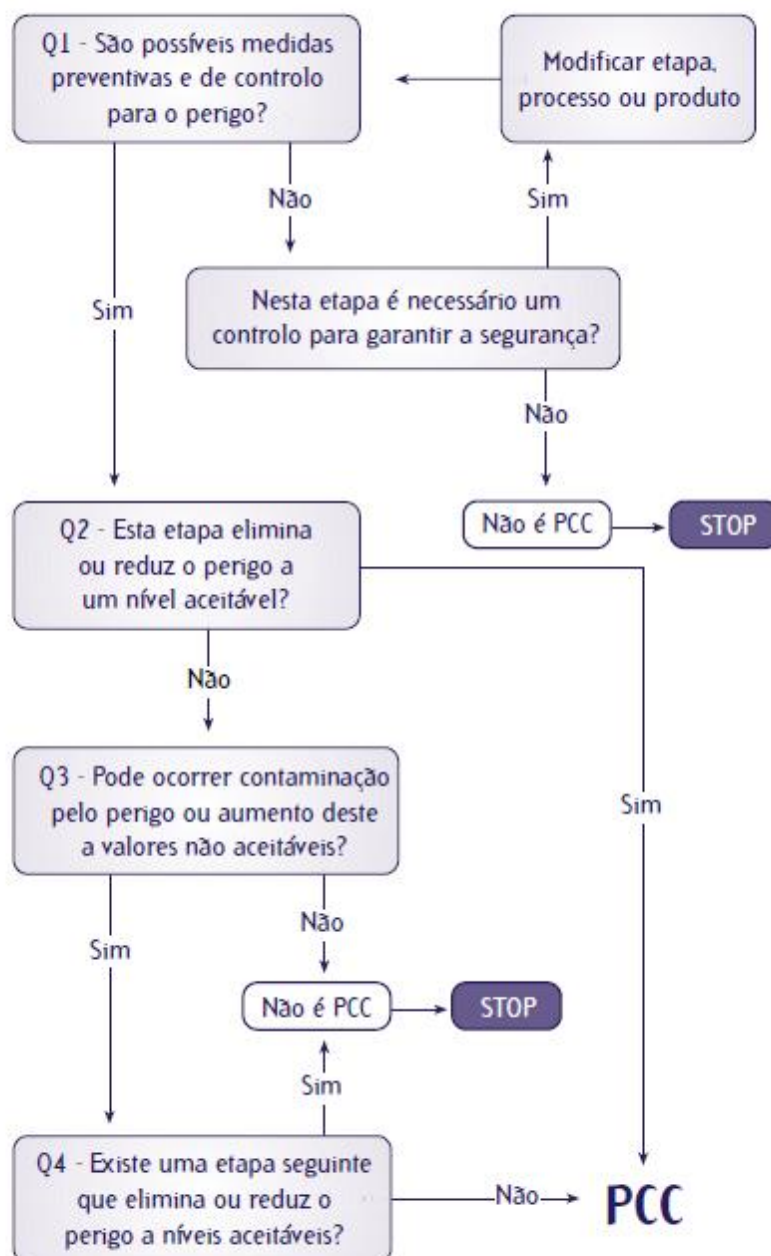 Q1 - São possíveis medidas
preventivas e de controlo
para o perigo?
Modificar etapa,
processo ou produto
Não
Sim
Sim
Nesta etapa é necessário um
controlo para garantir a segurança?
Não
Não é PCC
STOP
Q2 - Esta etapa elimina
ou reduz o perigo a
um nível aceitável?
Não
Sim
Q3 - Pode ocorrer contaminação
pelo perigo ou aumento deste
a valores não aceitáveis?
Sim
Não
Não é PCC
STOP
Sim
Q4 - Existe uma etapa seguinte
que elimina ou reduz o
perigo a níveis aceitáveis?
Não
PCC